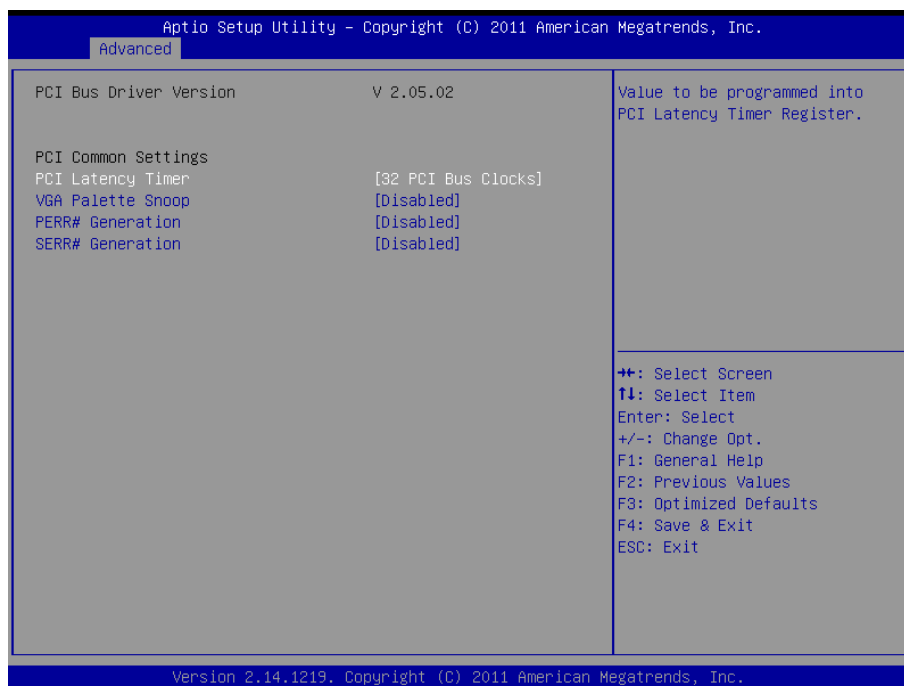 Aptio Setup Utility – Copyright (C) 2011 American Megatrends, Inc.
Advanced
PCI Bus Driver Version V 2.05.02
PCI Common Settings
PCI Latency Timer [32 PCI Bus Clocks]
VGA Palette Snoop [Disabled]
PERR# Generation [Disabled]
SERR# Generation [Disabled]
Value to be programmed into
PCI Latency Timer Register.
→←: Select Screen
↑↓: Select Item
Enter: Select
+/-: Change Opt.
F1: General Help
F2: Previous Values
F3: Optimized Defaults
F4: Save & Exit
ESC: Exit
Version 2.14.1219. Copyright (C) 2011 American Megatrends, Inc.